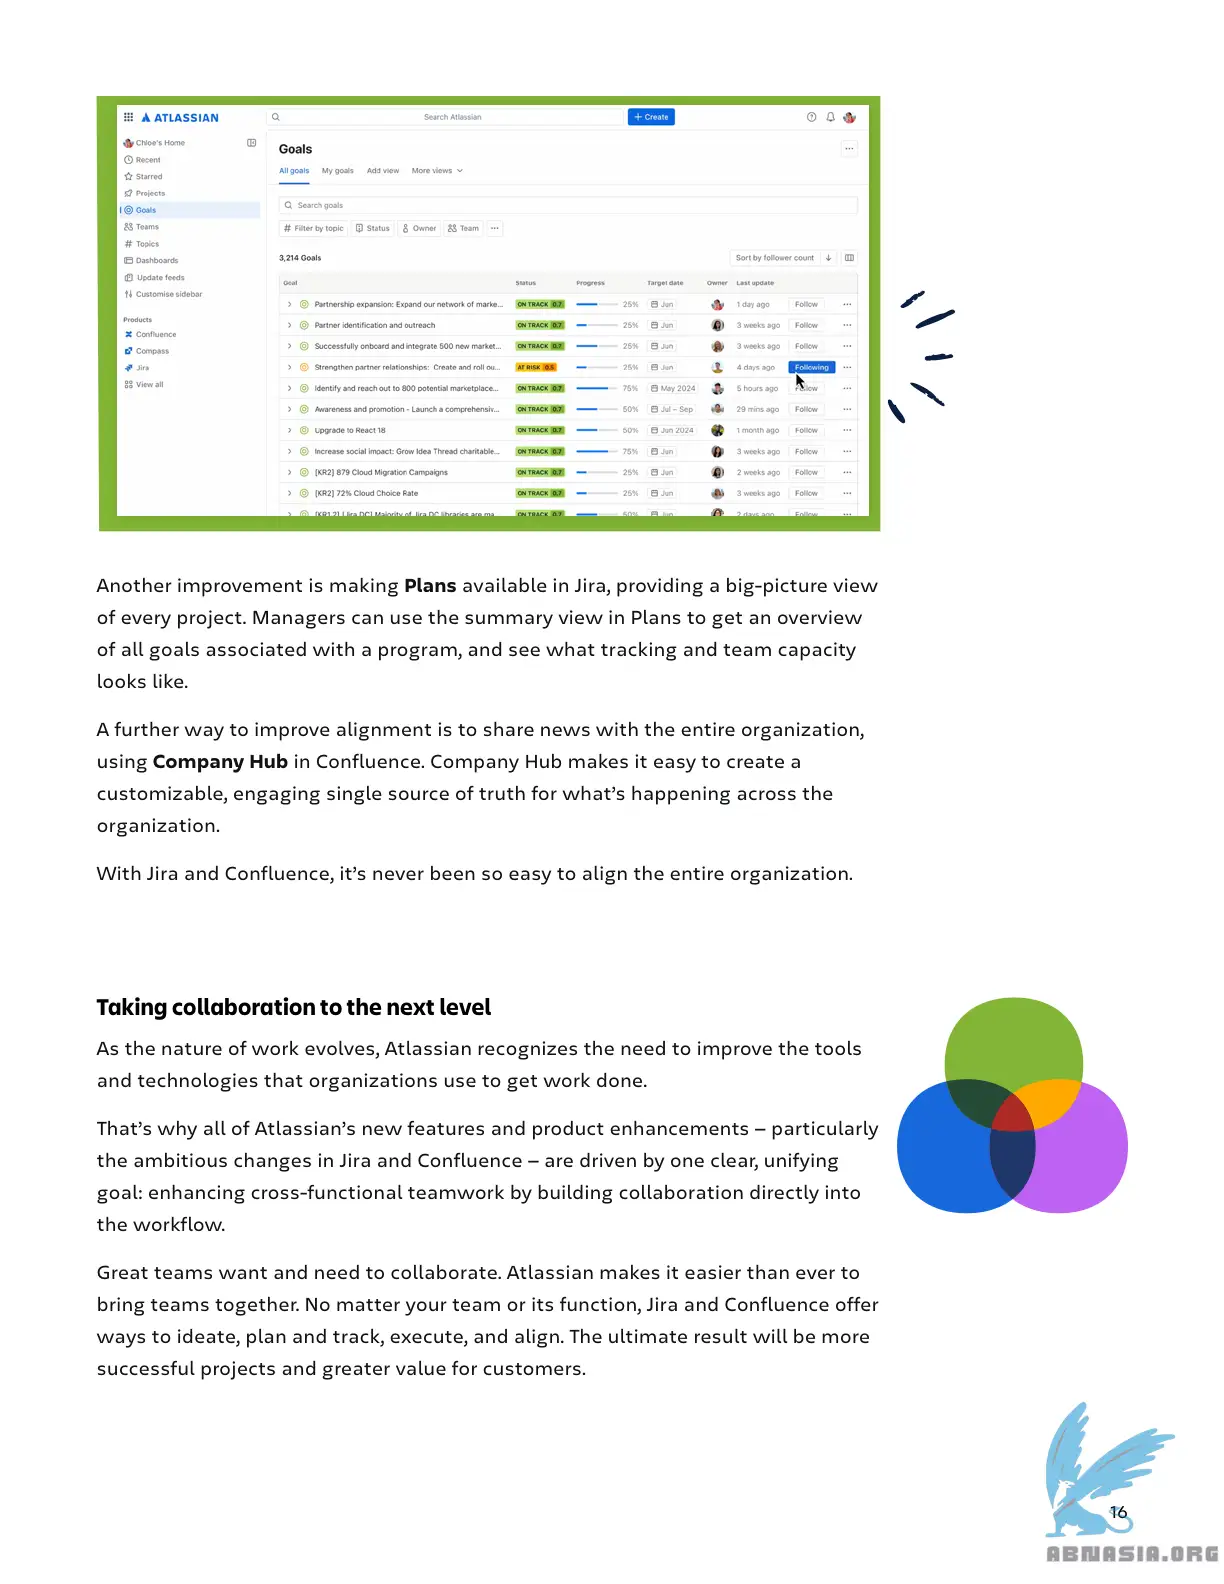 ATLASSIAN
Search Atlassian
+ Create
Chloe's Home
Recent
Starred
Projects
Goals
Teams
# Topics
Dashboards
Update feeds
Customise sidebar
Products
Confluence
Compass
Jira
View all
Goals
All goals My goals Add view More views
Search goals
# Filter by topic Status Owner Team ...
3,214 Goals
Sort by follower count
Goal Status Progress Target date Owner Last update
Partnership expansion: Expand our network of marke... ON TRACK 0.7 25% Jun 1 day ago Follow ...
Partner identification and outreach ON TRACK 0.7 25% Jun 3 weeks ago Follow ...
Successfully onboard and integrate 500 new market... ON TRACK 0.7 25% Jun 3 weeks ago Follow ...
Strengthen partner relationships: Create and roll ou... AT RISK 0.5 25% Jun 4 days ago Following ...
Identify and reach out to 800 potential marketplace... ON TRACK 0.7 75% May 2024 5 hours ago Follow ...
Awareness and promotion - Launch a comprehensiv... ON TRACK 0.7 50% Jul – Sep 29 mins ago Follow ...
Upgrade to React 18 ON TRACK 0.7 50% Jun 2024 1 month ago Follow ...
Increase social impact: Grow Idea Thread charitable... ON TRACK 0.7 75% Jun 3 weeks ago Follow ...
[KR2] 879 Cloud Migration Campaigns ON TRACK 0.7 25% Jun 2 weeks ago Follow ...
[KR2] 72% Cloud Choice Rate ON TRACK 0.7 25% Jun 3 weeks ago Follow ...
[KR1.2] [Jira DC] Majority of Jira DC libraries are ma... ON TRACK 0.7 50% Jun 2 days ago Follow ...
Another improvement is making Plans available in Jira, providing a big-picture view
of every project. Managers can use the summary view in Plans to get an overview
of all goals associated with a program, and see what tracking and team capacity
looks like.
A further way to improve alignment is to share news with the entire organization,
using Company Hub in Confluence. Company Hub makes it easy to create a
customizable, engaging single source of truth for what’s happening across the
organization.
With Jira and Confluence, it’s never been so easy to align the entire organization.
Taking collaboration to the next level
As the nature of work evolves, Atlassian recognizes the need to improve the tools
and technologies that organizations use to get work done.
That’s why all of Atlassian’s new features and product enhancements – particularly
the ambitious changes in Jira and Confluence – are driven by one clear, unifying
goal: enhancing cross-functional teamwork by building collaboration directly into
the workflow.
Great teams want and need to collaborate. Atlassian makes it easier than ever to
bring teams together. No matter your team or its function, Jira and Confluence offer
ways to ideate, plan and track, execute, and align. The ultimate result will be more
successful projects and greater value for customers.
16
ABNASIA.ORG